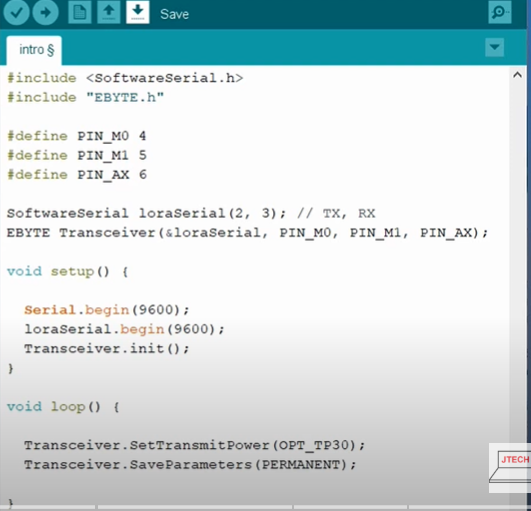 Save
intro §
#include <SoftwareSerial.h>
#include "EBYTE.h"
#define PIN_M0 4
#define PIN_M1 5
#define PIN_AX 6
SoftwareSerial loraSerial(2, 3); // TX, RX
EBYTE Transceiver(&loraSerial, PIN_M0, PIN_M1, PIN_AX);
void setup() {
Serial.begin(9600);
loraSerial.begin(9600);
Transceiver.init();
}
void loop() {
Transceiver.SetTransmitPower(OPT_TP30);
Transceiver.SaveParameters(PERMANENT);
}
JTECH